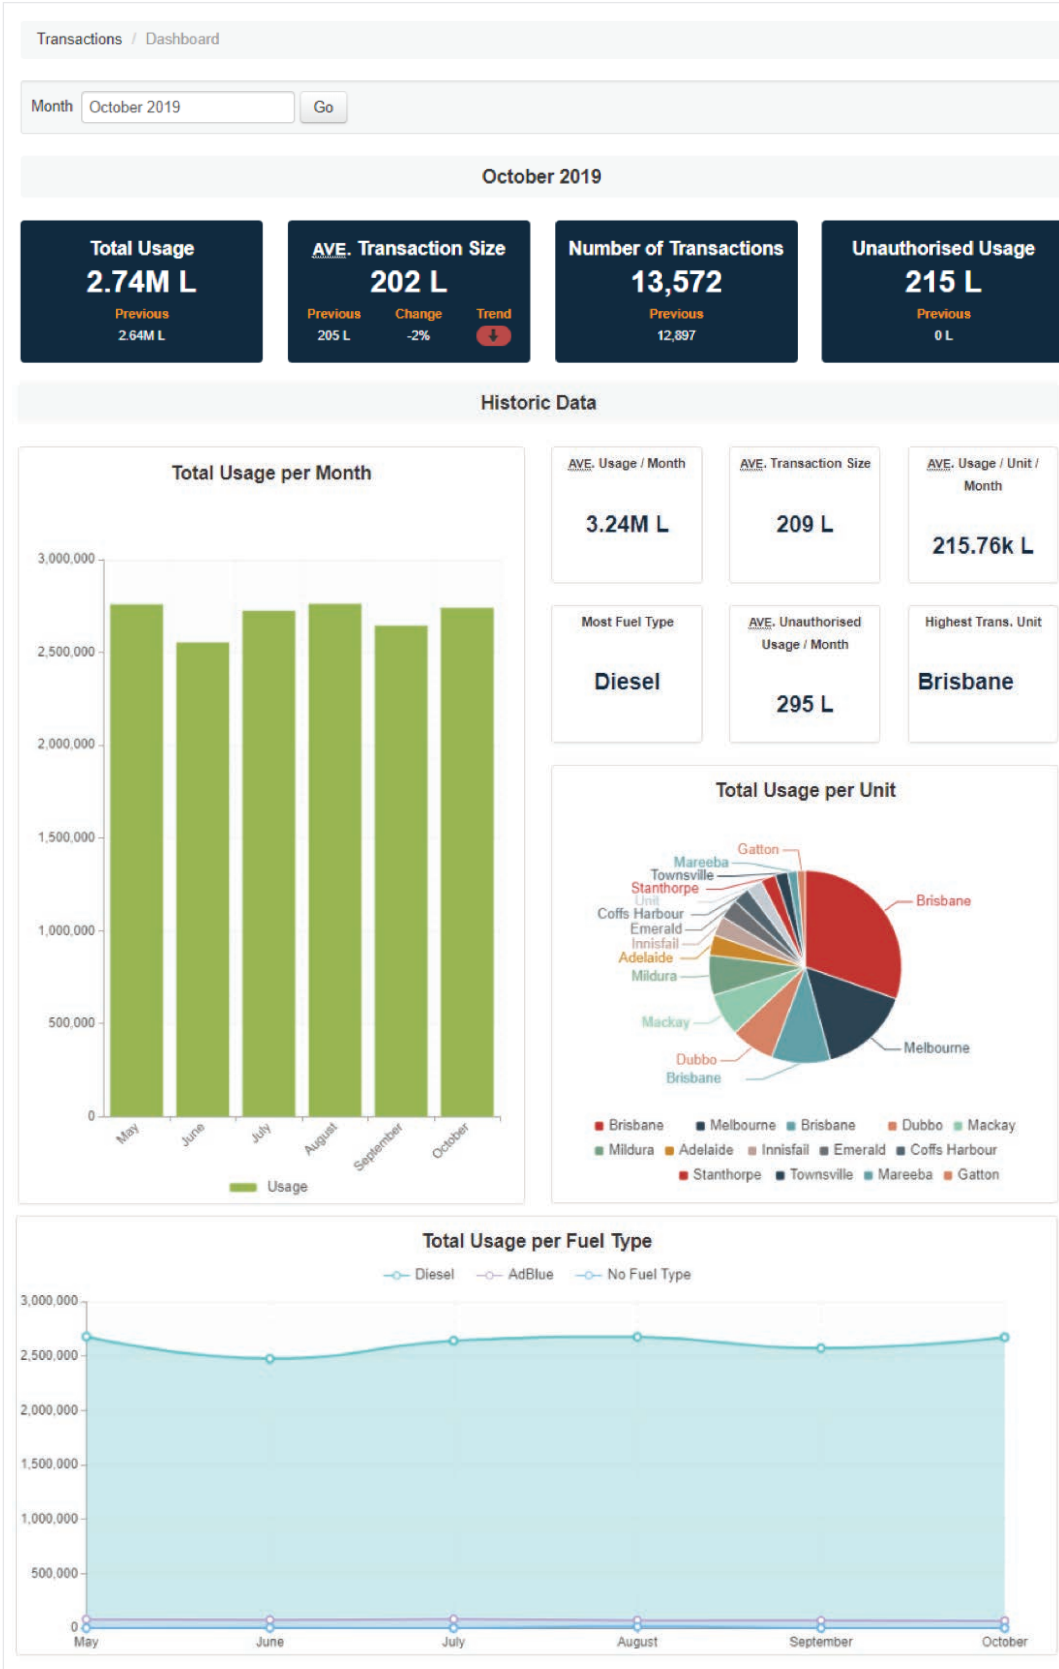 Transactions / Dashboard
Month October 2019 Go
October 2019
Total Usage
2.74M L
Previous
2.64M L
AVE. Transaction Size
202 L
Previous Change Trend
205 L -2%
Number of Transactions
13,572
Previous
12,897
Unauthorised Usage
215 L
Previous
0 L
Historic Data
Total Usage per Month
3,000,000
2,500,000
2,000,000
1,500,000
1,000,000
500,000
0
May June July August September October
Usage
AVE. Usage / Month
3.24M L
AVE. Transaction Size
209 L
AVE. Usage / Unit /
Month
215.76k L
Most Fuel Type
Diesel
AVE. Unauthorised
Usage / Month
295 L
Highest Trans. Unit
Brisbane
Total Usage per Unit
Gatton
Mareeba
Townsville
Stanthorpe
Unit
Coffs Harbour
Emerald
Innisfail
Adelaide
Mildura
Mackay
Dubbo
Brisbane
Brisbane
Melbourne
Brisbane Melbourne Brisbane Dubbo Mackay
Mildura Adelaide Innisfail Emerald Coffs Harbour
Stanthorpe Townsville Mareeba Gatton
Total Usage per Fuel Type
Diesel AdBlue No Fuel Type
3,000,000
2,500,000
2,000,000
1,500,000
1,000,000
500,000
0
May June July August September October